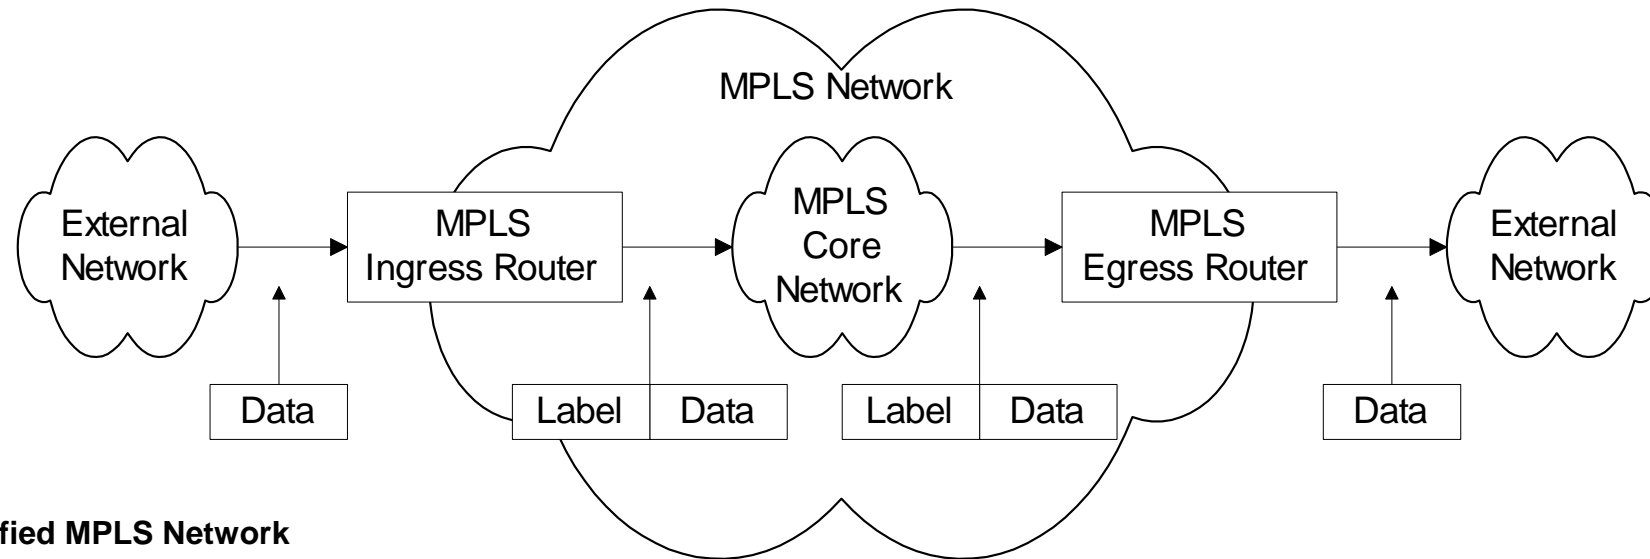 MPLS Network
External
Network
MPLS
Ingress Router
MPLS
Core
Network
MPLS
Egress Router
External
Network
Data
Label Data
Label Data
Data
MPLS Network